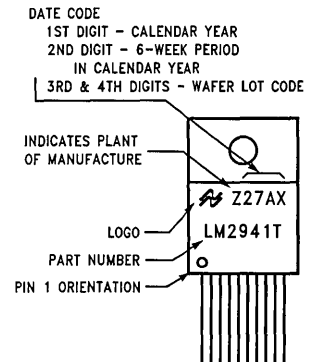 DATE CODE
1ST DIGIT - CALENDAR YEAR
2ND DIGIT - 6-WEEK PERIOD
IN CALENDAR YEAR
3RD & 4TH DIGITS - WAFER LOT CODE
INDICATES PLANT
OF MANUFACTURE
Z27AX
LOGO
LM2941T
PART NUMBER
PIN 1 ORIENTATION